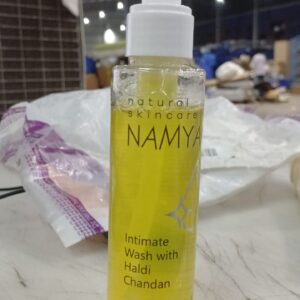 natural
skincare
NAMYA
Intimate
Wash with
Haldi
Chandan